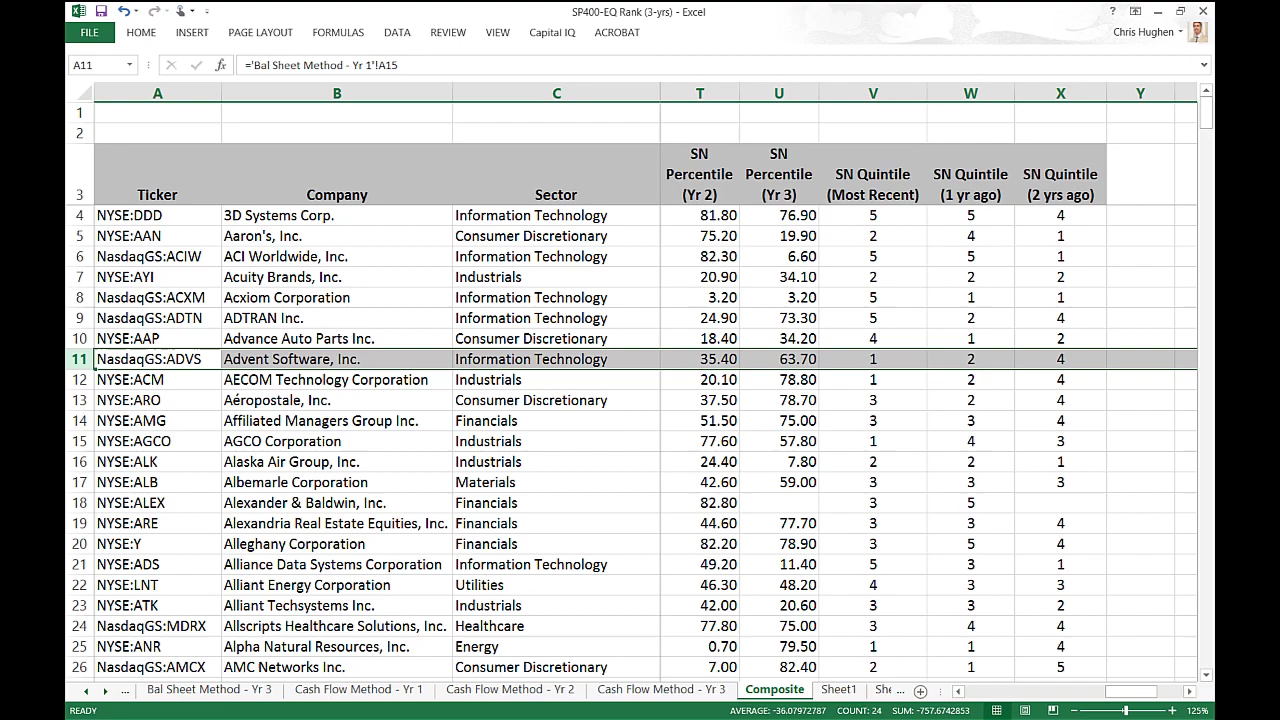 SP400-EQ Rank (3-yrs) - Excel
FILE HOME INSERT PAGE LAYOUT FORMULAS DATA REVIEW VIEW Capital IQ ACROBAT Chris Hughen
A11 fx ='Bal Sheet Method - Yr 1'!A15
A B C T U V W X Y
1
2
SN SN
Percentile Percentile SN Quintile SN Quintile SN Quintile
3 Ticker Company Sector (Yr 2) (Yr 3) (Most Recent) (1 yr ago) (2 yrs ago)
4 NYSE:DDD 3D Systems Corp. Information Technology 81.80 76.90 5 5 4
5 NYSE:AAN Aaron's, Inc. Consumer Discretionary 75.20 19.90 2 4 1
6 NasdaqGS:ACIW ACI Worldwide, Inc. Information Technology 82.30 6.60 5 5 1
7 NYSE:AYI Acuity Brands, Inc. Industrials 20.90 34.10 2 2 2
8 NasdaqGS:ACXM Acxiom Corporation Information Technology 3.20 3.20 5 1 1
9 NasdaqGS:ADTN ADTRAN Inc. Information Technology 24.90 73.30 5 2 4
10 NYSE:AAP Advance Auto Parts Inc. Consumer Discretionary 18.40 34.20 4 1 2
11 NasdaqGS:ADVS Advent Software, Inc. Information Technology 35.40 63.70 1 2 4
12 NYSE:ACM AECOM Technology Corporation Industrials 20.10 78.80 1 2 4
13 NYSE:ARO Aéropostale, Inc. Consumer Discretionary 37.50 78.70 3 2 4
14 NYSE:AMG Affiliated Managers Group Inc. Financials 51.50 75.00 3 3 4
15 NYSE:AGCO AGCO Corporation Industrials 77.60 57.80 1 4 3
16 NYSE:ALK Alaska Air Group, Inc. Industrials 24.40 7.80 2 2 1
17 NYSE:ALB Albemarle Corporation Materials 42.60 59.00 3 3 3
18 NYSE:ALEX Alexander & Baldwin, Inc. Financials 82.80 3 5
19 NYSE:ARE Alexandria Real Estate Equities, Inc. Financials 44.60 77.70 3 3 4
20 NYSE:Y Alleghany Corporation Financials 82.20 78.90 3 5 4
21 NYSE:ADS Alliance Data Systems Corporation Information Technology 49.20 11.40 5 3 1
22 NYSE:LNT Alliant Energy Corporation Utilities 46.30 48.20 4 3 3
23 NYSE:ATK Alliant Techsystems Inc. Industrials 42.00 20.60 3 3 2
24 NasdaqGS:MDRX Allscripts Healthcare Solutions, Inc. Healthcare 77.80 75.00 3 4 4
25 NYSE:ANR Alpha Natural Resources, Inc. Energy 0.70 79.50 1 1 4
26 NasdaqGS:AMCX AMC Networks Inc. Consumer Discretionary 7.00 82.40 2 1 5
... Bal Sheet Method - Yr 3 Cash Flow Method - Yr 1 Cash Flow Method - Yr 2 Cash Flow Method - Yr 3 Composite Sheet1 She ...
READY AVERAGE: -36.07972787 COUNT: 24 SUM: -757.6742853 125%